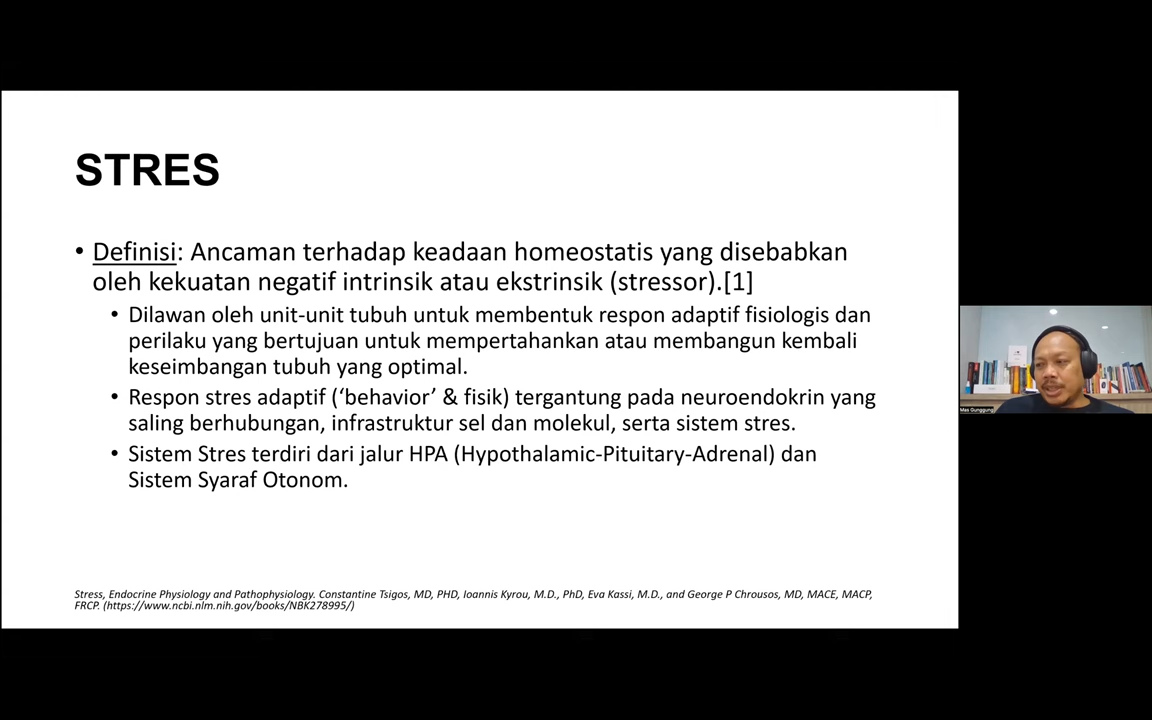 STRES
• Definisi: Ancaman terhadap keadaan homeostatis yang disebabkan
oleh kekuatan negatif intrinsik atau ekstrinsik (stressor).[1]
• Dilawan oleh unit-unit tubuh untuk membentuk respon adaptif fisiologis dan
perilaku yang bertujuan untuk mempertahankan atau membangun kembali
keseimbangan tubuh yang optimal.
• Respon stres adaptif (‘behavior’ & fisik) tergantung pada neuroendokrin yang
saling berhubungan, infrastruktur sel dan molekul, serta sistem stres.
• Sistem Stres terdiri dari jalur HPA (Hypothalamic-Pituitary-Adrenal) dan
Sistem Syaraf Otonom.
Stress, Endocrine Physiology and Pathophysiology. Constantine Tsigos, MD, PHD, Ioannis Kyrou, M.D., PhD, Eva Kassi, M.D., and George P Chrousos, MD, MACE, MACP,
FRCP. (https://www.ncbi.nlm.nih.gov/books/NBK278995/)
Mas Gunggung